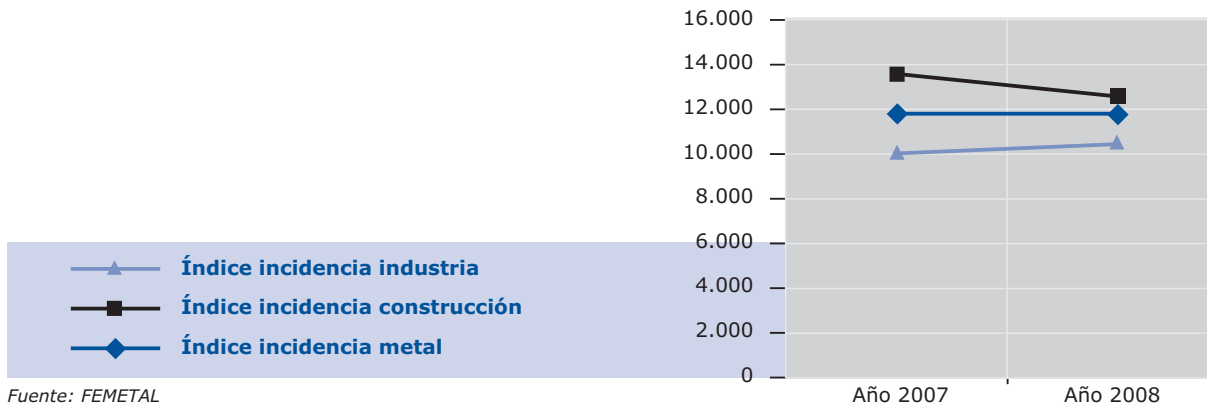 16.000
14.000
12.000
10.000
8.000
6.000
4.000
2.000
0
Índice incidencia industria
Índice incidencia construcción
Índice incidencia metal
Año 2007 Año 2008
Fuente: FEMETAL